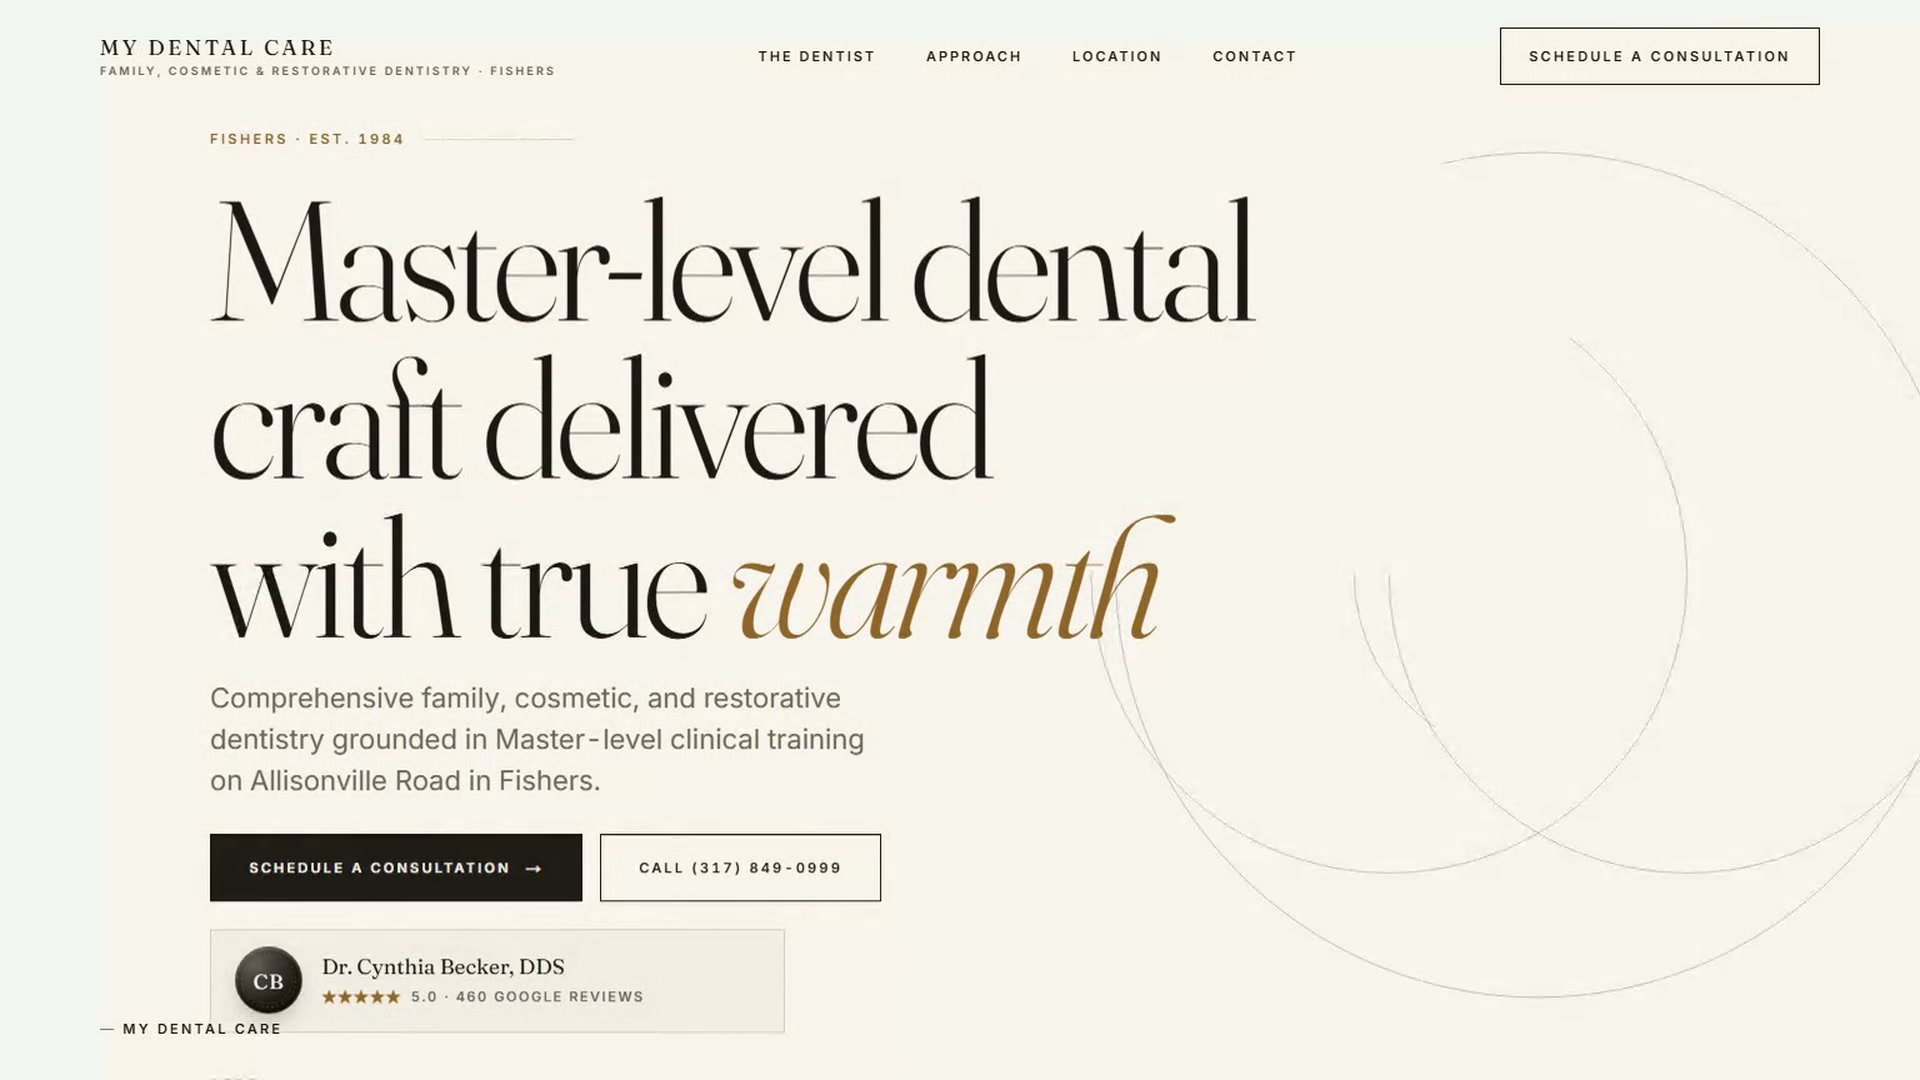 MY DENTAL CARE
FAMILY, COSMETIC & RESTORATIVE DENTISTRY · FISHERS
THE DENTIST
APPROACH
LOCATION
CONTACT
SCHEDULE A CONSULTATION
FISHERS · EST. 1984
Master-level dental
craft delivered
with true warmth
Comprehensive family, cosmetic, and restorative
dentistry grounded in Master-level clinical training
on Allisonville Road in Fishers.
SCHEDULE A CONSULTATION →
CALL (317) 849-0999
CB
Dr. Cynthia Becker, DDS
★★★★★ 5.0 · 460 GOOGLE REVIEWS
— MY DENTAL CARE